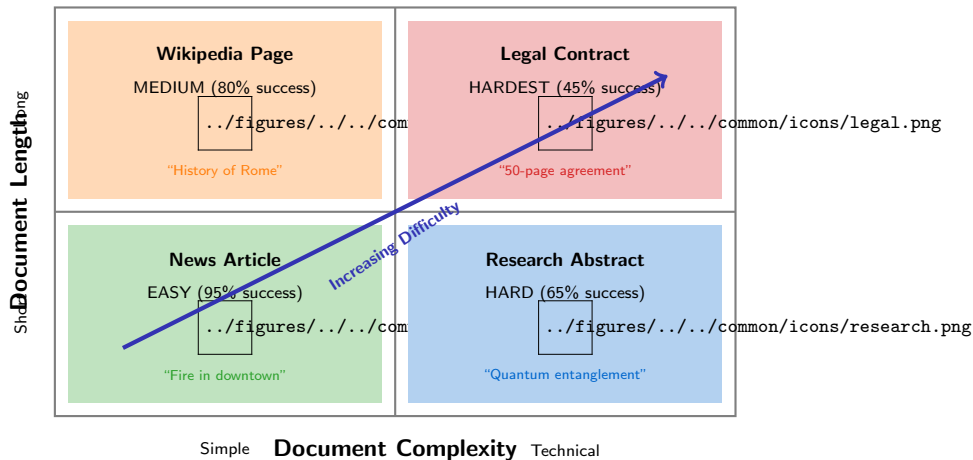 Wikipedia Page
MEDIUM (80% success)
../figures/../../com
"History of Rome"
Legal Contract
HARDEST (45% success)
../figures/../../common/icons/legal.png
"50-page agreement"
Document Length
Increasing Difficulty
News Article
EASY (95% success)
../figures/../../com
"Fire in downtown"
Research Abstract
HARD (65% success)
../figures/../../common/icons/research.png
"Quantum entanglement"
Simple
Document Complexity
Technical